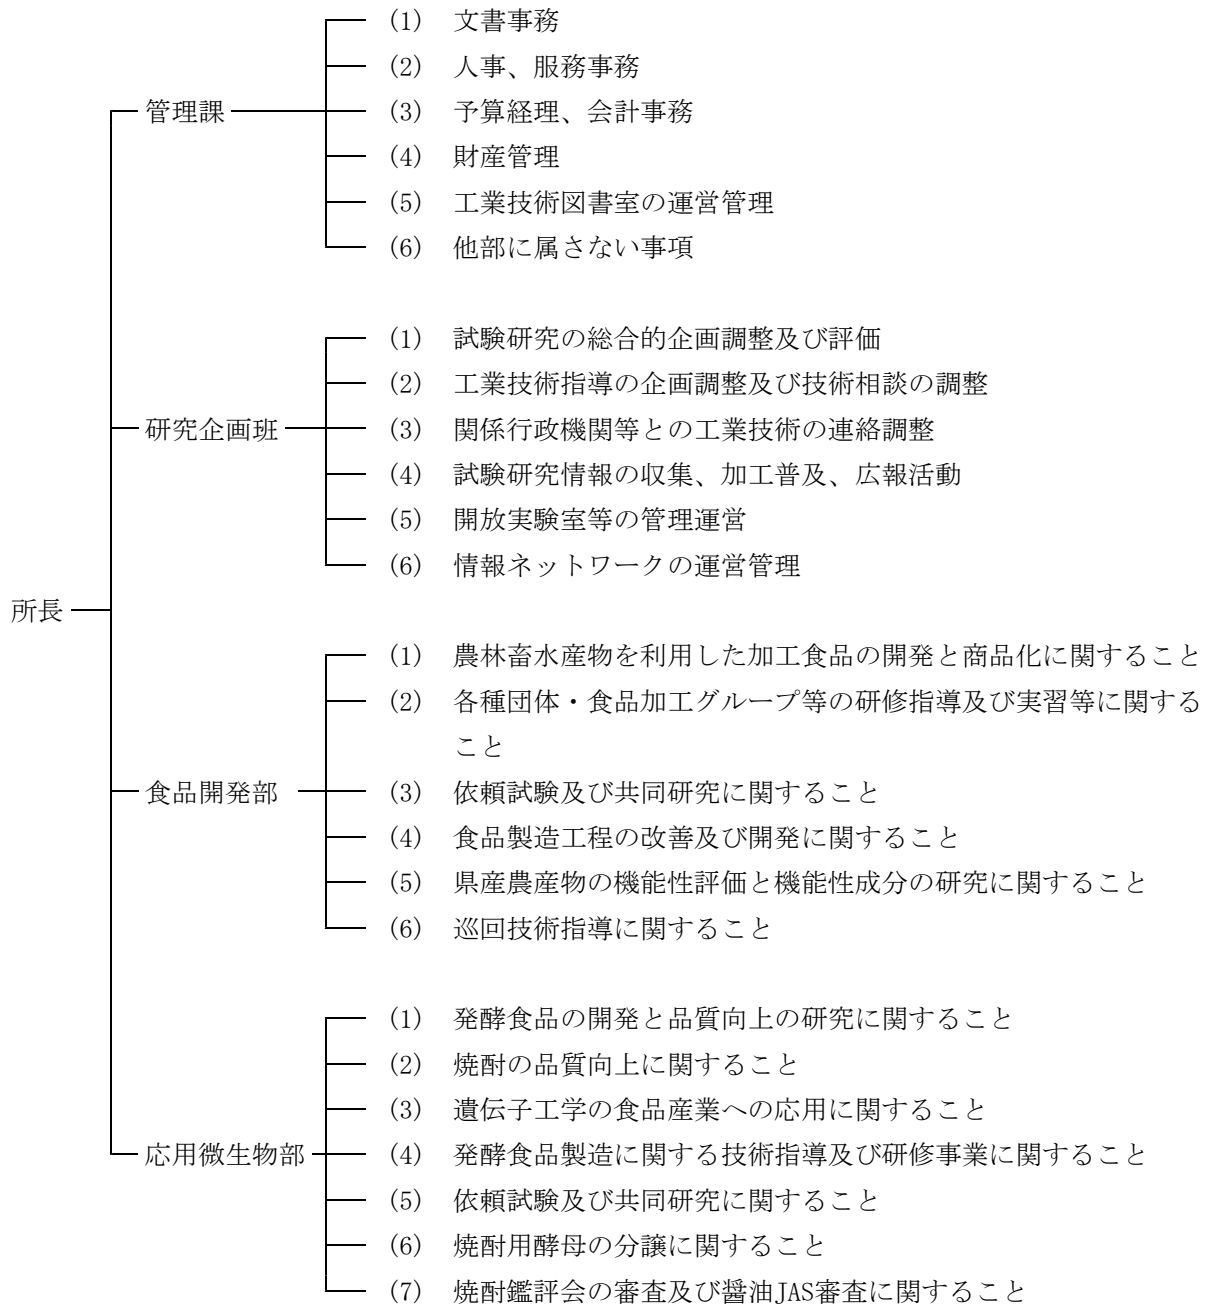 所長
管理課
(1) 文書事務
(2) 人事、服務事務
(3) 予算経理、会計事務
(4) 財産管理
(5) 工業技術図書室の運営管理
(6) 他部に属さない事項
研究企画班
(1) 試験研究の総合的企画調整及び評価
(2) 工業技術指導の企画調整及び技術相談の調整
(3) 関係行政機関等との工業技術の連絡調整
(4) 試験研究情報の収集、加工普及、広報活動
(5) 開放実験室等の管理運営
(6) 情報ネットワークの運営管理
食品開発部
(1) 農林畜水産物を利用した加工食品の開発と商品化に関すること
(2) 各種団体・食品加工グループ等の研修指導及び実習等に関する
こと
(3) 依頼試験及び共同研究に関すること
(4) 食品製造工程の改善及び開発に関すること
(5) 県産農産物の機能性評価と機能性成分の研究に関すること
(6) 巡回技術指導に関すること
応用微生物部
(1) 発酵食品の開発と品質向上の研究に関すること
(2) 焼酎の品質向上に関すること
(3) 遺伝子工学の食品産業への応用に関すること
(4) 発酵食品製造に関する技術指導及び研修事業に関すること
(5) 依頼試験及び共同研究に関すること
(6) 焼酎用酵母の分譲に関すること
(7) 焼酎鑑評会の審査及び醤油JAS審査に関すること